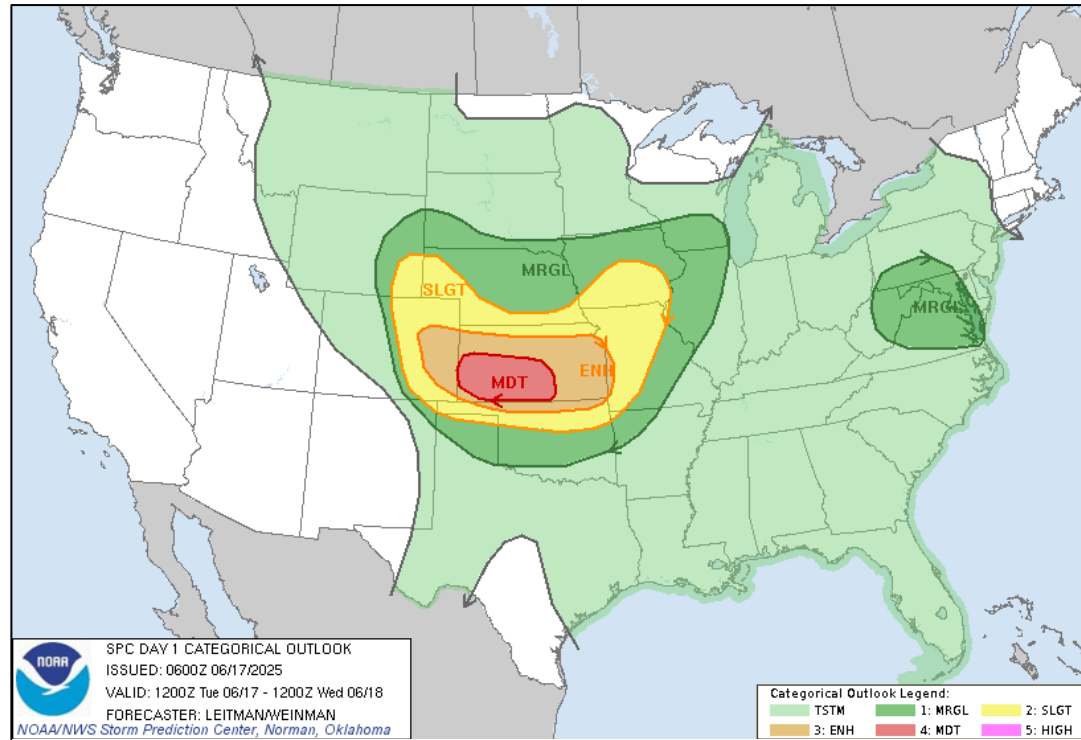 MRGL
SLGT
MRGL
ENH
MDT
NOAA
SPC DAY 1 CATEGORICAL OUTLOOK
ISSUED: 0600Z 06/17/2025
VALID: 1200Z Tue 06/17 - 1200Z Wed 06/18
FORECASTER: LEITMAN/WEINMAN
NOAA/NWS Storm Prediction Center, Norman, Oklahoma
Categorical Outlook Legend:
TSTM 1: MRGL 2: SLGT
3: ENH 4: MDT 5: HIGH